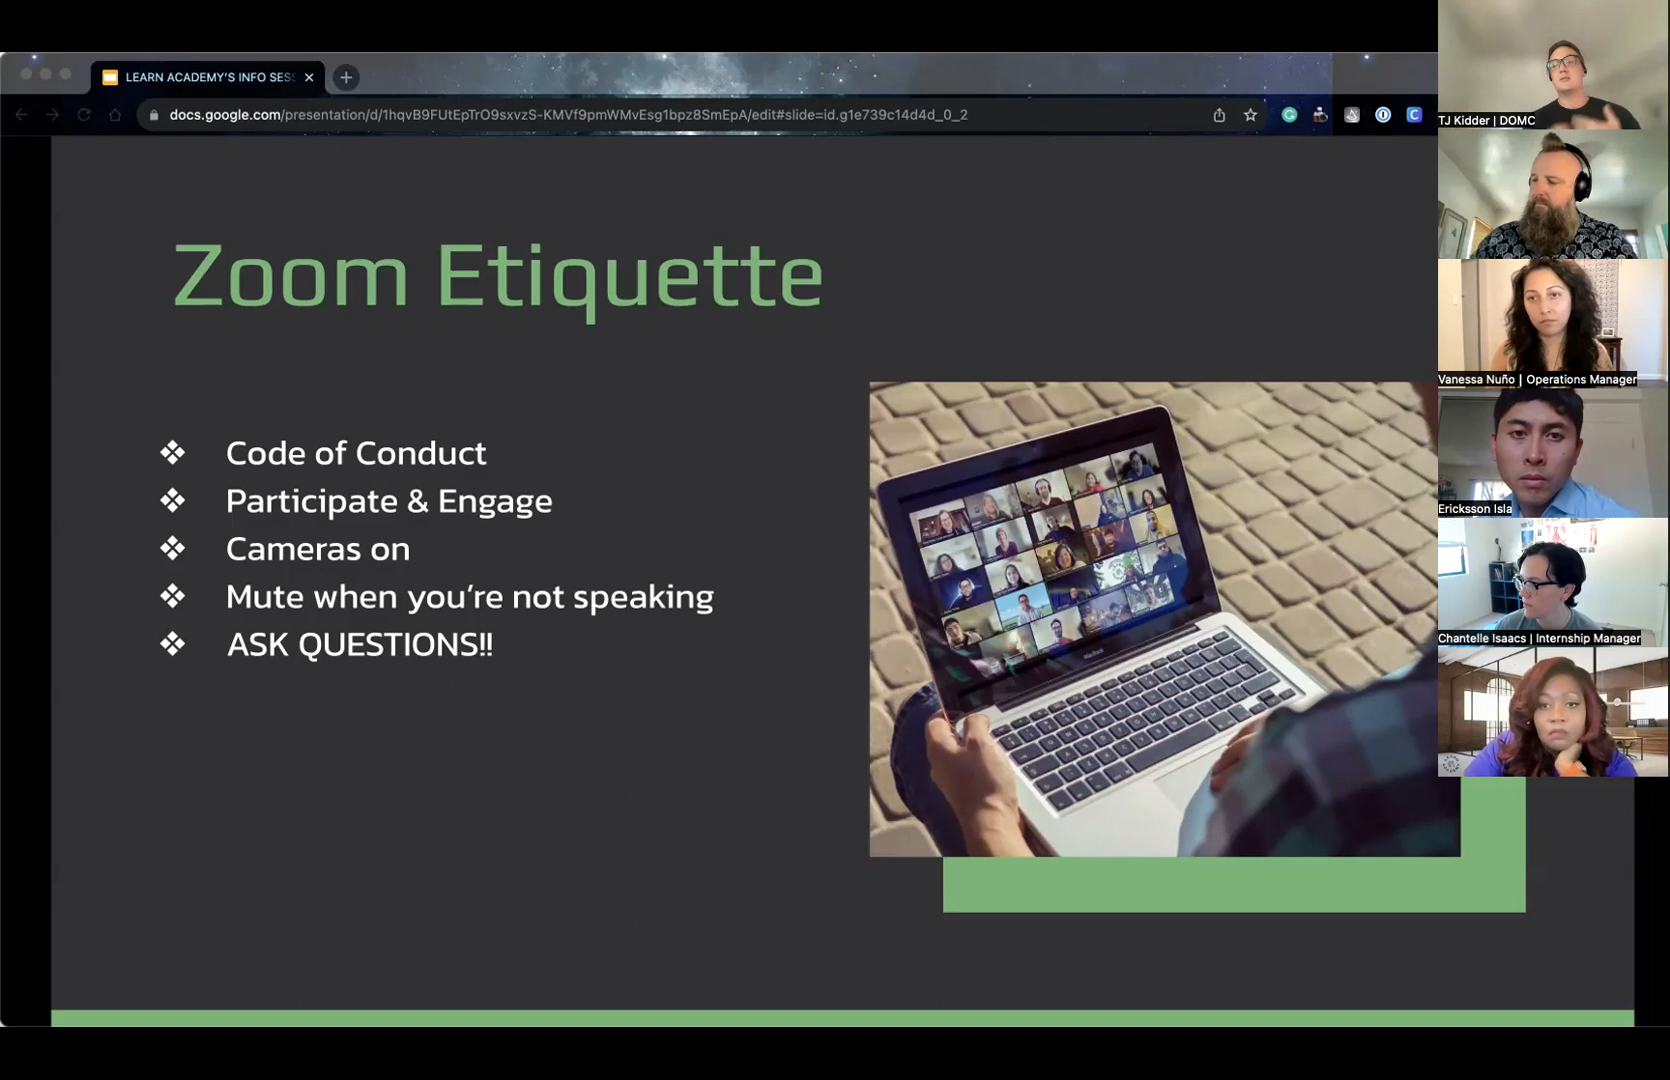 LEARN ACADEMY'S INFO SES
docs.google.com/presentation/d/1hqvB9FUtEpTrO9sxvzS-KMVf9pmWMvEsg1bpz8SmEpA/edit#slide=id.g1e739c14d4d_0_2
Zoom Etiquette
❖ Code of Conduct
❖ Participate & Engage
❖ Cameras on
❖ Mute when you're not speaking
❖ ASK QUESTIONS!!
TJ Kidder | DOMC
Vanessa Nuño | Operations Manager
Ericksson Isla
Chantelle Isaacs | Internship Manager